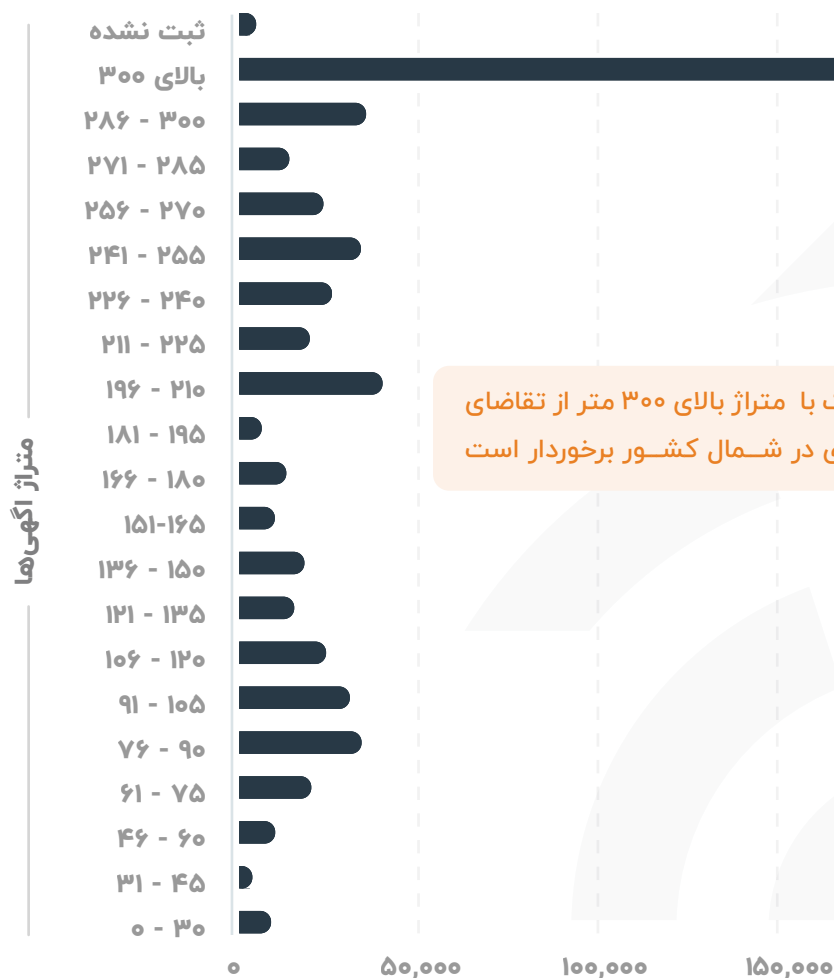 ثبت نشده
بالای ۳۰۰
۲۸۶ - ۳۰۰
۲۷۱ - ۲۸۵
۲۵۶ - ۲۷۰
۲۴۱ - ۲۵۵
۲۲۶ - ۲۴۰
۲۱۱ - ۲۲۵
۱۹۶ - ۲۱۰
۱۸۱ - ۱۹۵
۱۶۶ - ۱۸۰
۱۵۱-۱۶۵
۱۳۶ - ۱۵۰
۱۲۱ - ۱۳۵
۱۰۶ - ۱۲۰
۹۱ - ۱۰۵
۷۶ - ۹۰
۶۱ - ۷۵
۴۶ - ۶۰
۳۱ - ۴۵
۰ - ۳۰
متراژ آگهی‌ها
با متراژ بالای ۳۰۰ متر از تقاضای
در شمال کشور برخوردار است
۰
۵۰,۰۰۰
۱۰۰,۰۰۰
۱۵۰,۰۰۰